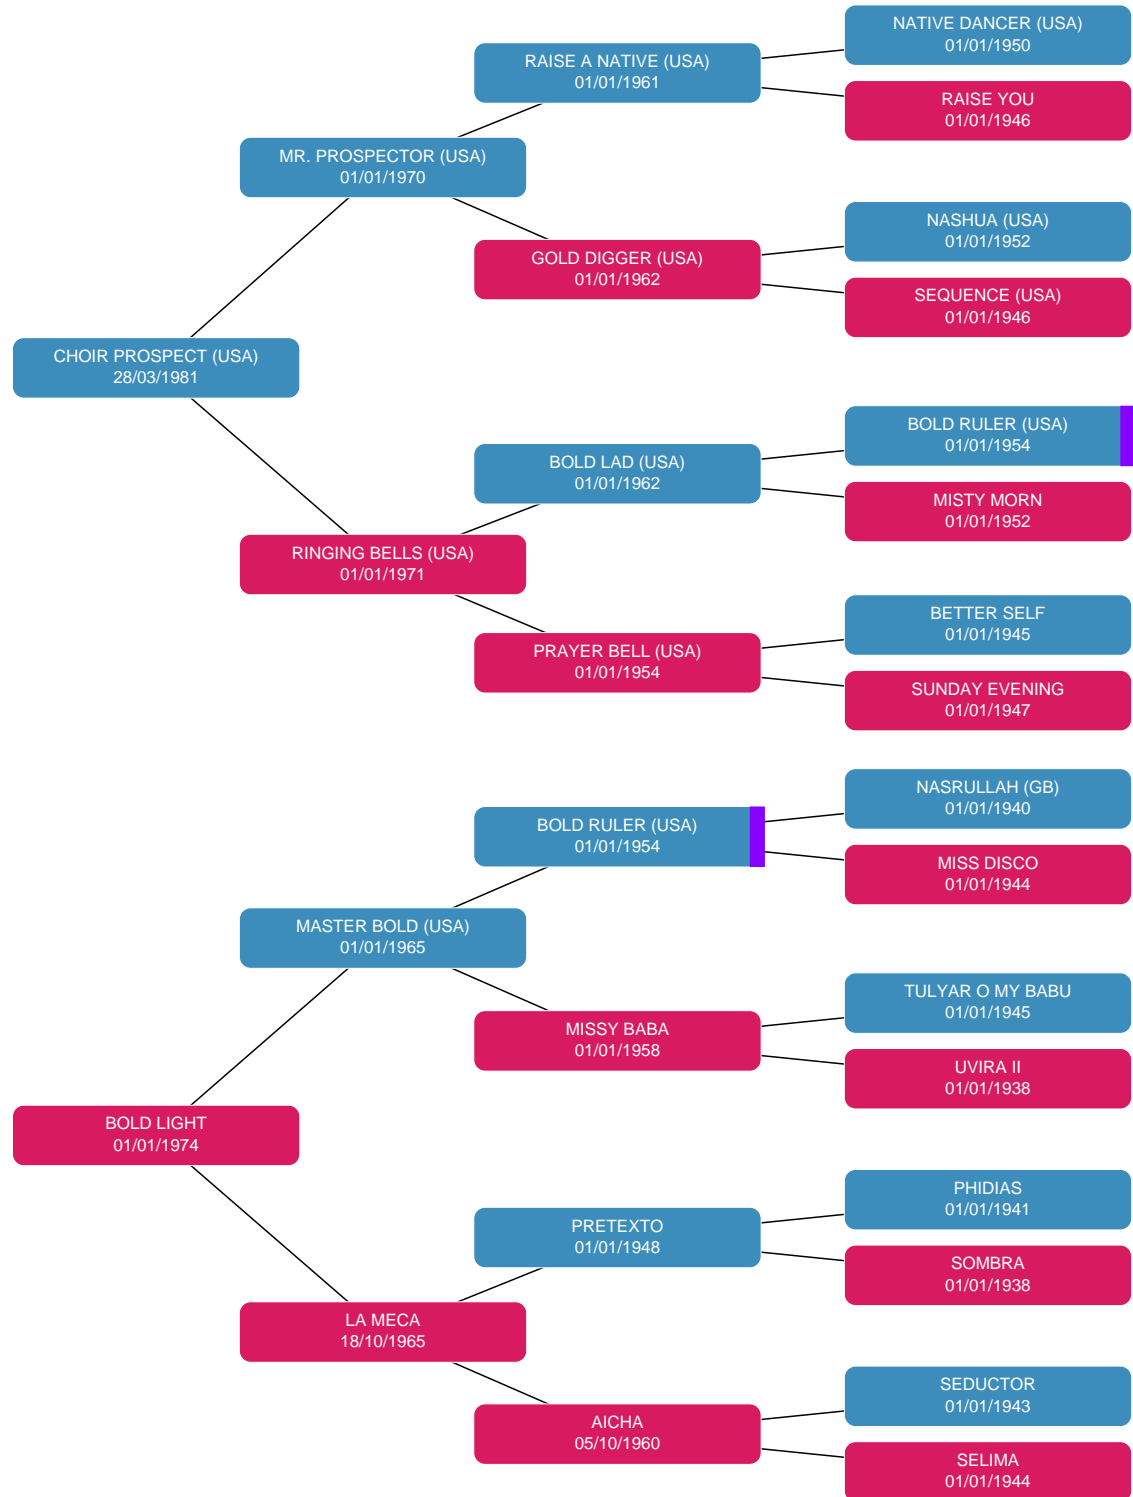 NATIVE DANCER (USA)
01/01/1950
RAISE A NATIVE (USA)
01/01/1961
RAISE YOU
01/01/1946
MR. PROSPECTOR (USA)
01/01/1970
NASHUA (USA)
01/01/1952
GOLD DIGGER (USA)
01/01/1962
SEQUENCE (USA)
01/01/1946
CHOIR PROSPECT (USA)
28/03/1981
BOLD RULER (USA)
01/01/1954
BOLD LAD (USA)
01/01/1962
MISTY MORN
01/01/1952
RINGING BELLS (USA)
01/01/1971
BETTER SELF
01/01/1945
PRAYER BELL (USA)
01/01/1954
SUNDAY EVENING
01/01/1947
NASRULLAH (GB)
01/01/1940
BOLD RULER (USA)
01/01/1954
MISS DISCO
01/01/1944
MASTER BOLD (USA)
01/01/1965
TULYAR O MY BABU
01/01/1945
MISSY BABA
01/01/1958
UVIRA II
01/01/1938
BOLD LIGHT
01/01/1974
PHIDIAS
01/01/1941
PRETEXTO
01/01/1948
SOMBRA
01/01/1938
LA MECA
18/10/1965
SEDUCTOR
01/01/1943
AICHA
05/10/1960
SELIMA
01/01/1944